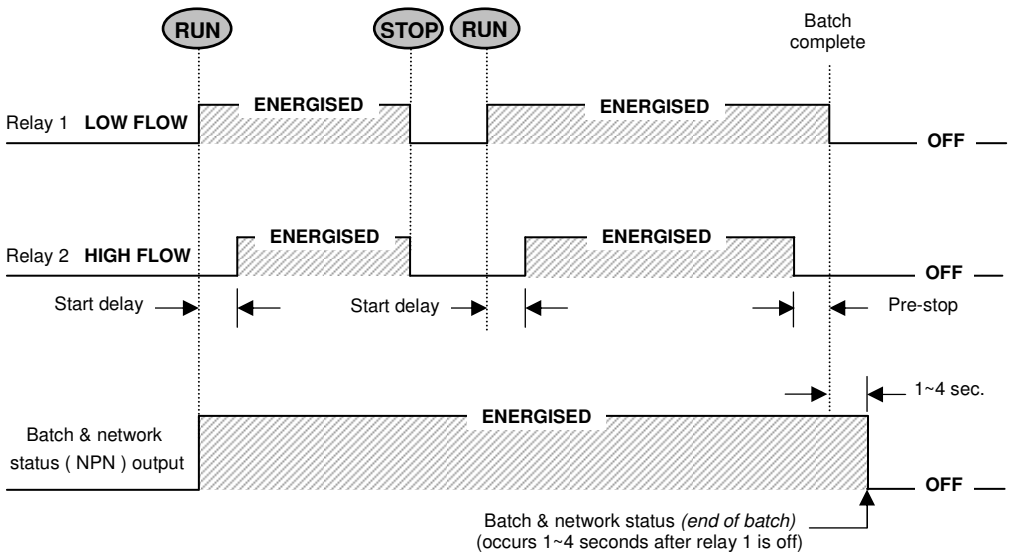 RUN STOP RUN Batch
complete
ENERGISED ENERGISED
Relay 1 LOW FLOW
OFF
ENERGISED ENERGISED
Relay 2 HIGH FLOW
OFF
Start delay Start delay Pre-stop
1~4 sec.
ENERGISED
Batch & network
status ( NPN ) output
OFF
Batch & network status (end of batch)
(occurs 1~4 seconds after relay 1 is off)